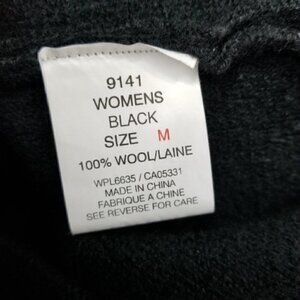 9141
WOMENS
BLACK
SIZE M
100% WOOL/LAINE
WPL6635 / CA05331
MADE IN CHINA
FABRIQUE A CHINE
SEE REVERSE FOR CARE